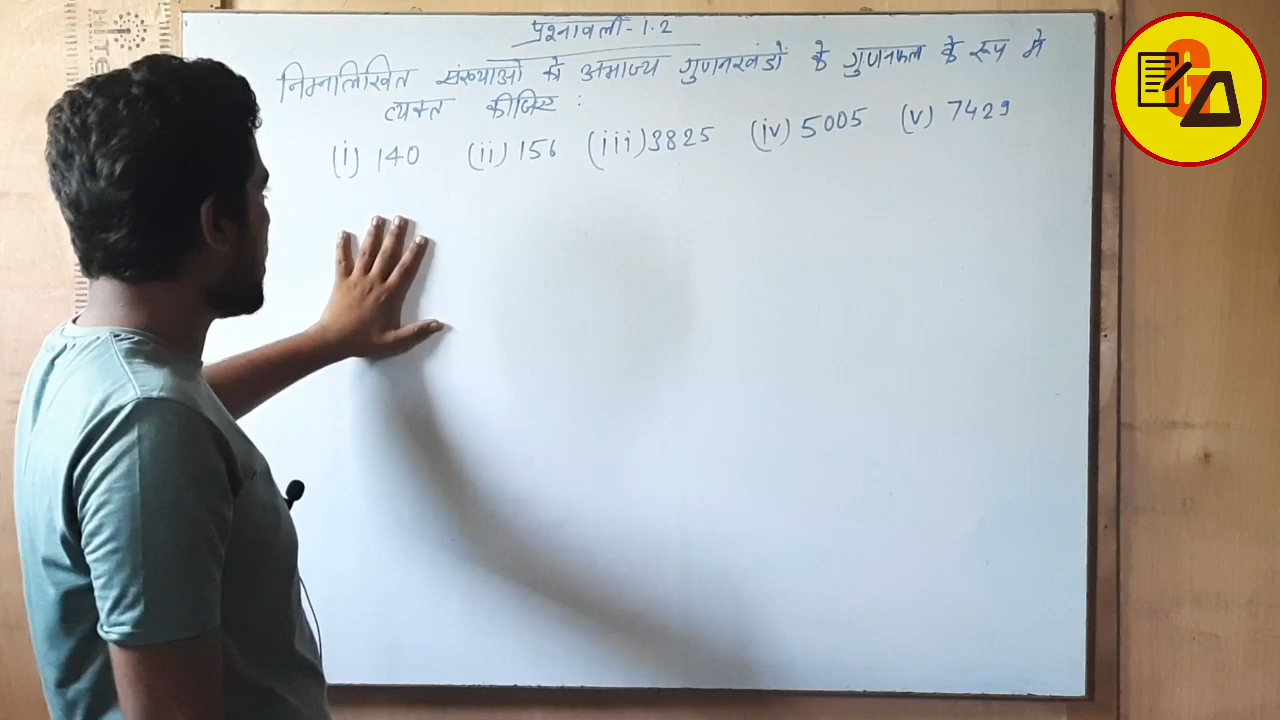 प्रश्नावली - 1.2
निम्नलिखित संख्याओं को अभाज्य गुणनखंडों के गुणनफल के रूप में
व्यक्त कीजिए :
(i) 140 (ii) 156 (iii) 3825 (iv) 5005 (v) 7429